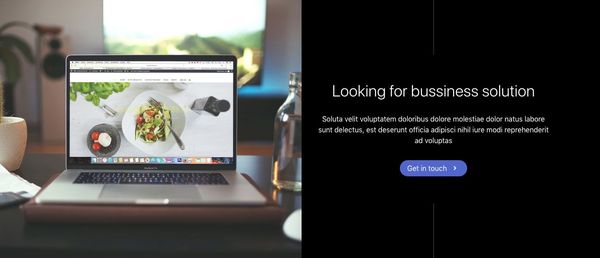 Looking for bussiness solution
Soluta velit voluptatem doloribus dolore molestiae dolor natus labore
sunt delectus, est deserunt officia adipisci nihil iure modi reprehenderit
ad voluptas
Get in touch